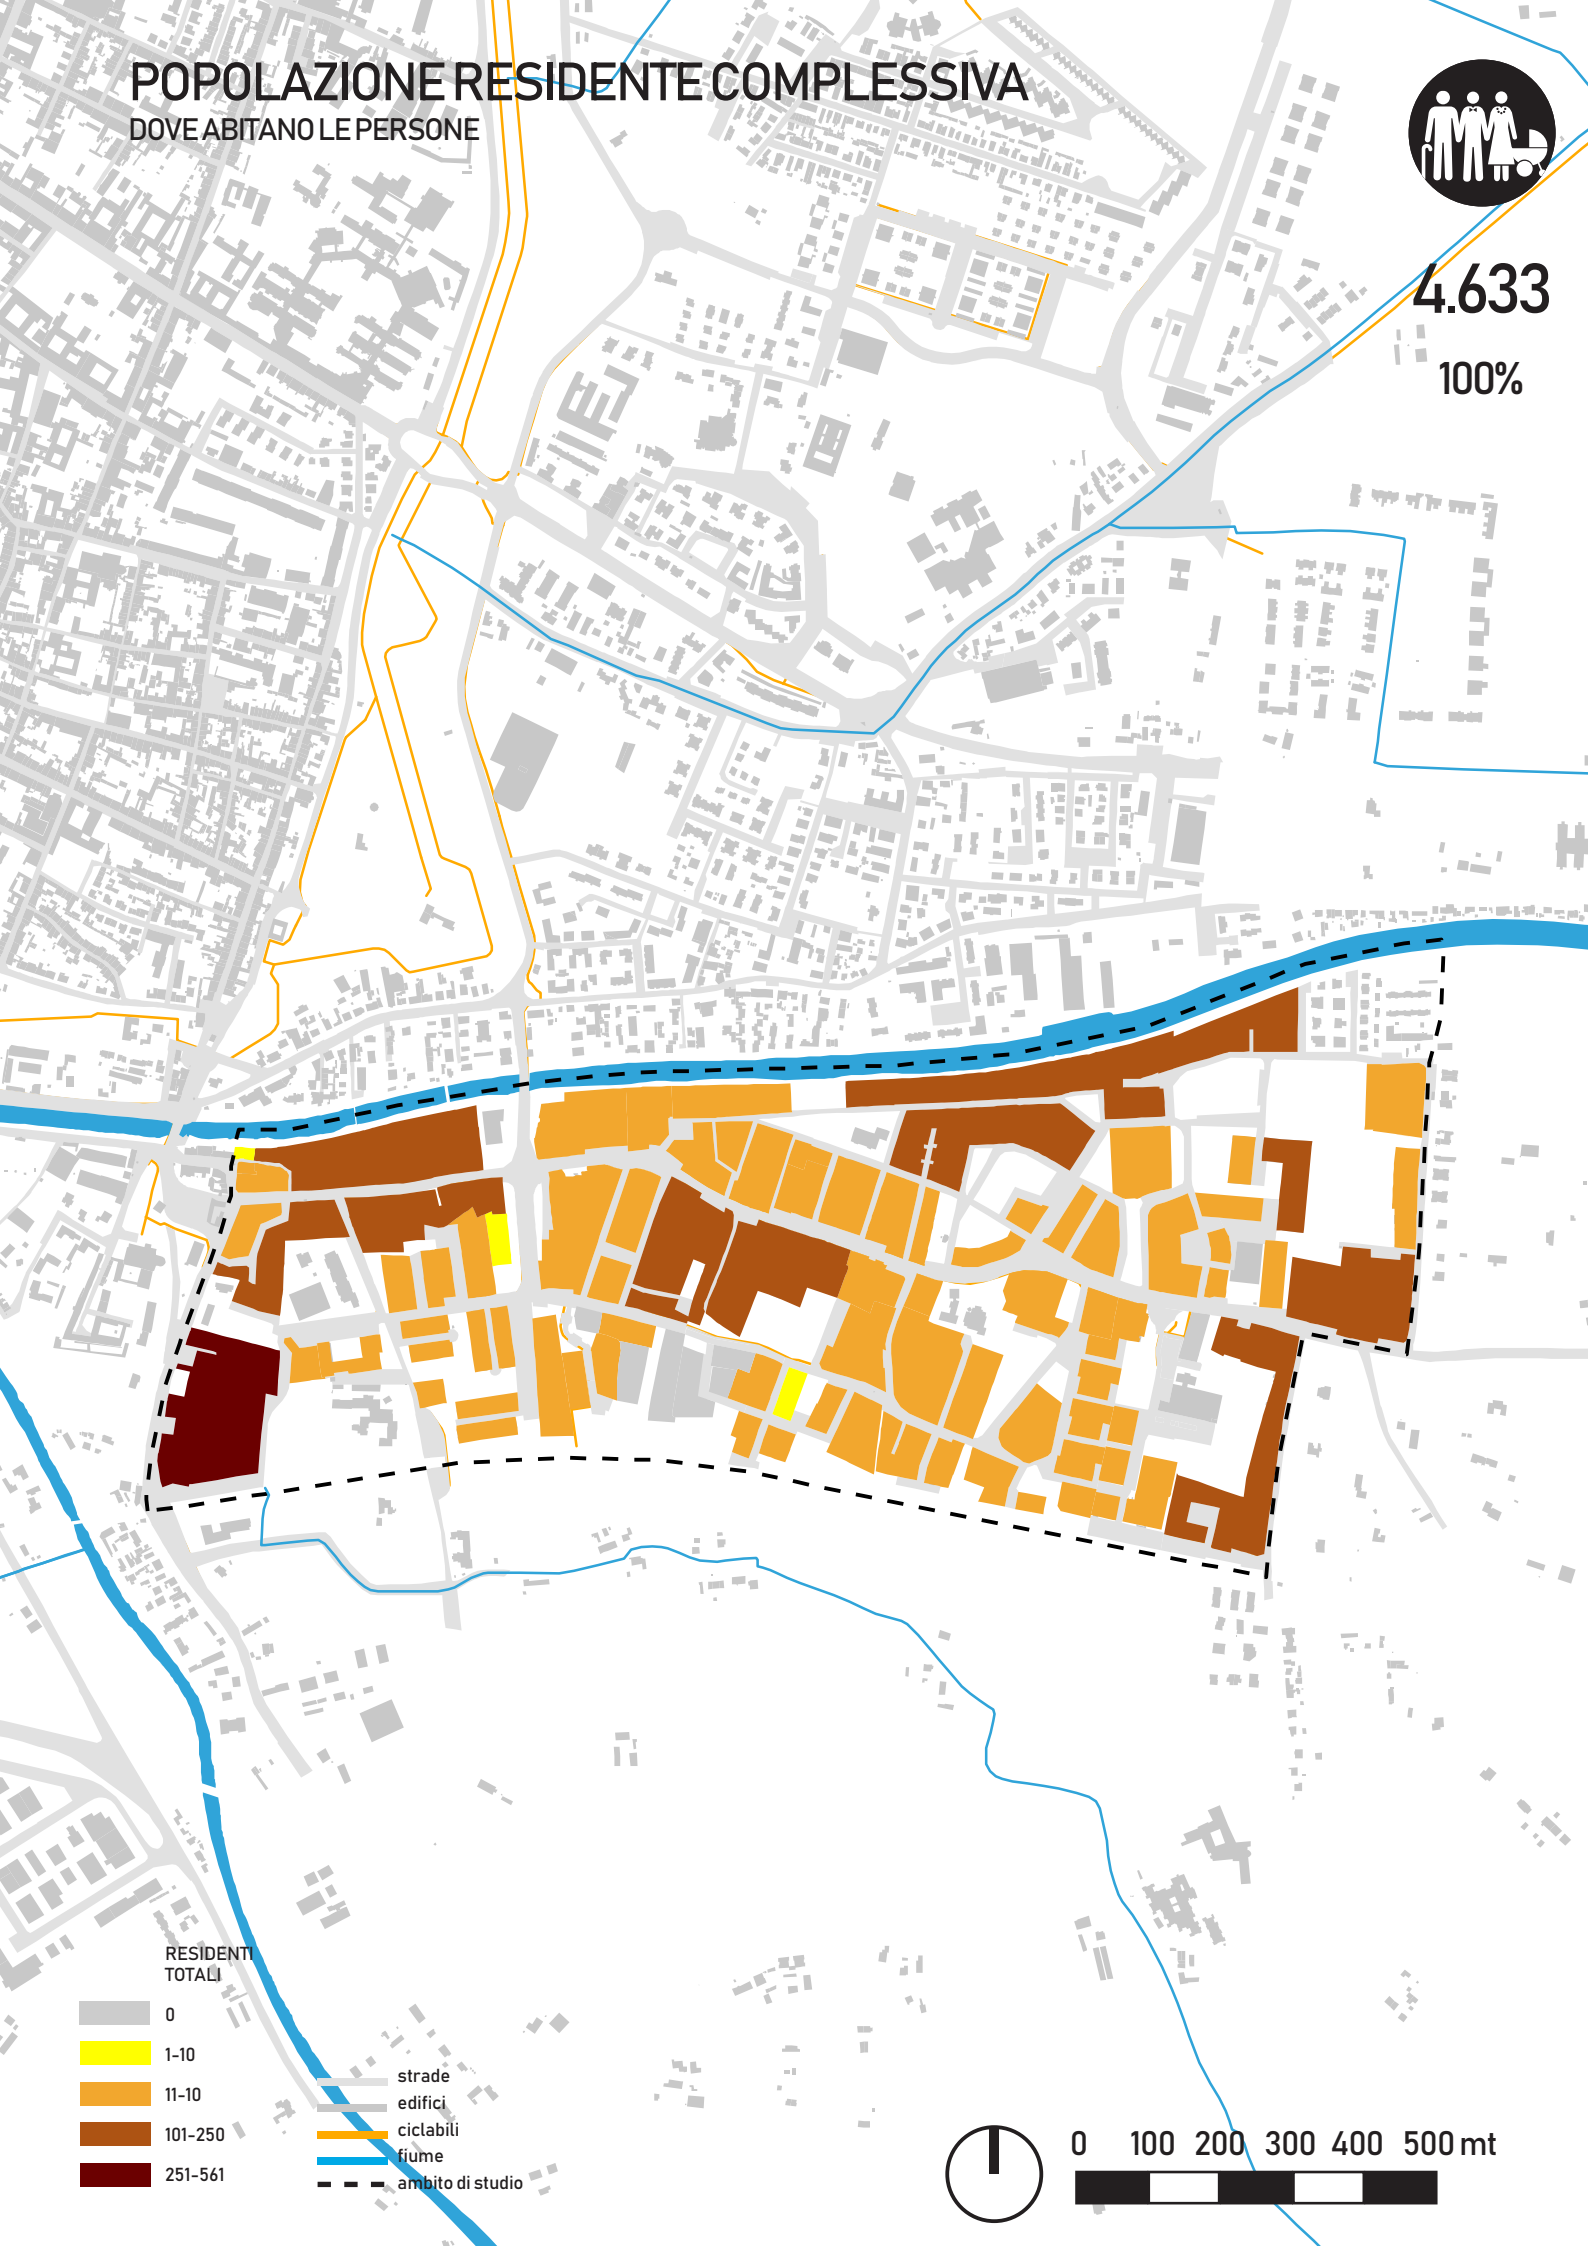 POPOLAZIONE RESIDENTE COMPLESSIVA
DOVE ABITANO LE PERSONE
4.633
100%
RESIDENTI
TOTALI
0
1-10
11-10
101-250
251-561
strade
edifici
ciclabili
fiume
ambito di studio
0 100 200 300 400 500 mt